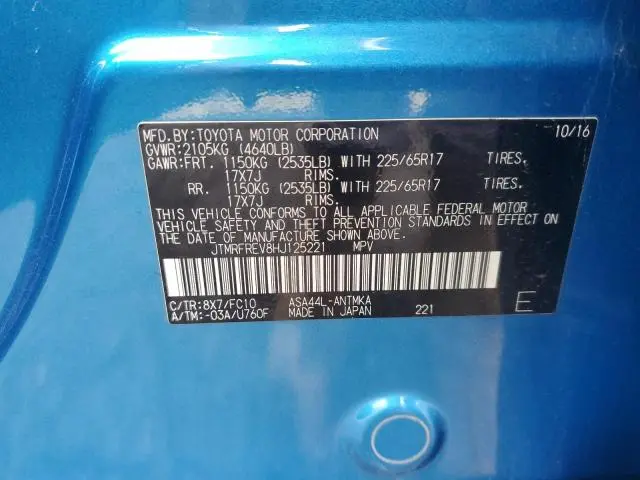 MFD.BY:TOYOTA MOTOR CORPORATION 10/16
GVWR:2105KG (4640LB)
GAWR:FRT. 1150KG (2535LB) WITH 225/65R17 TIRES.
17X7J RIMS.
RR. 1150KG (2535LB) WITH 225/65R17 TIRES.
17X7J RIMS.
THIS VEHICLE CONFORMS TO ALL APPLICABLE FEDERAL MOTOR
VEHICLE SAFETY AND THEFT PREVENTION STANDARDS IN EFFECT ON
THE DATE OF MANUFACTURE SHOWN ABOVE.
JTMRFREV8HJ125221 MPV
C/TR:8X7/FC10 ASA44L-ANTMKA
A/TM:-03A/U760F MADE IN JAPAN 221 E